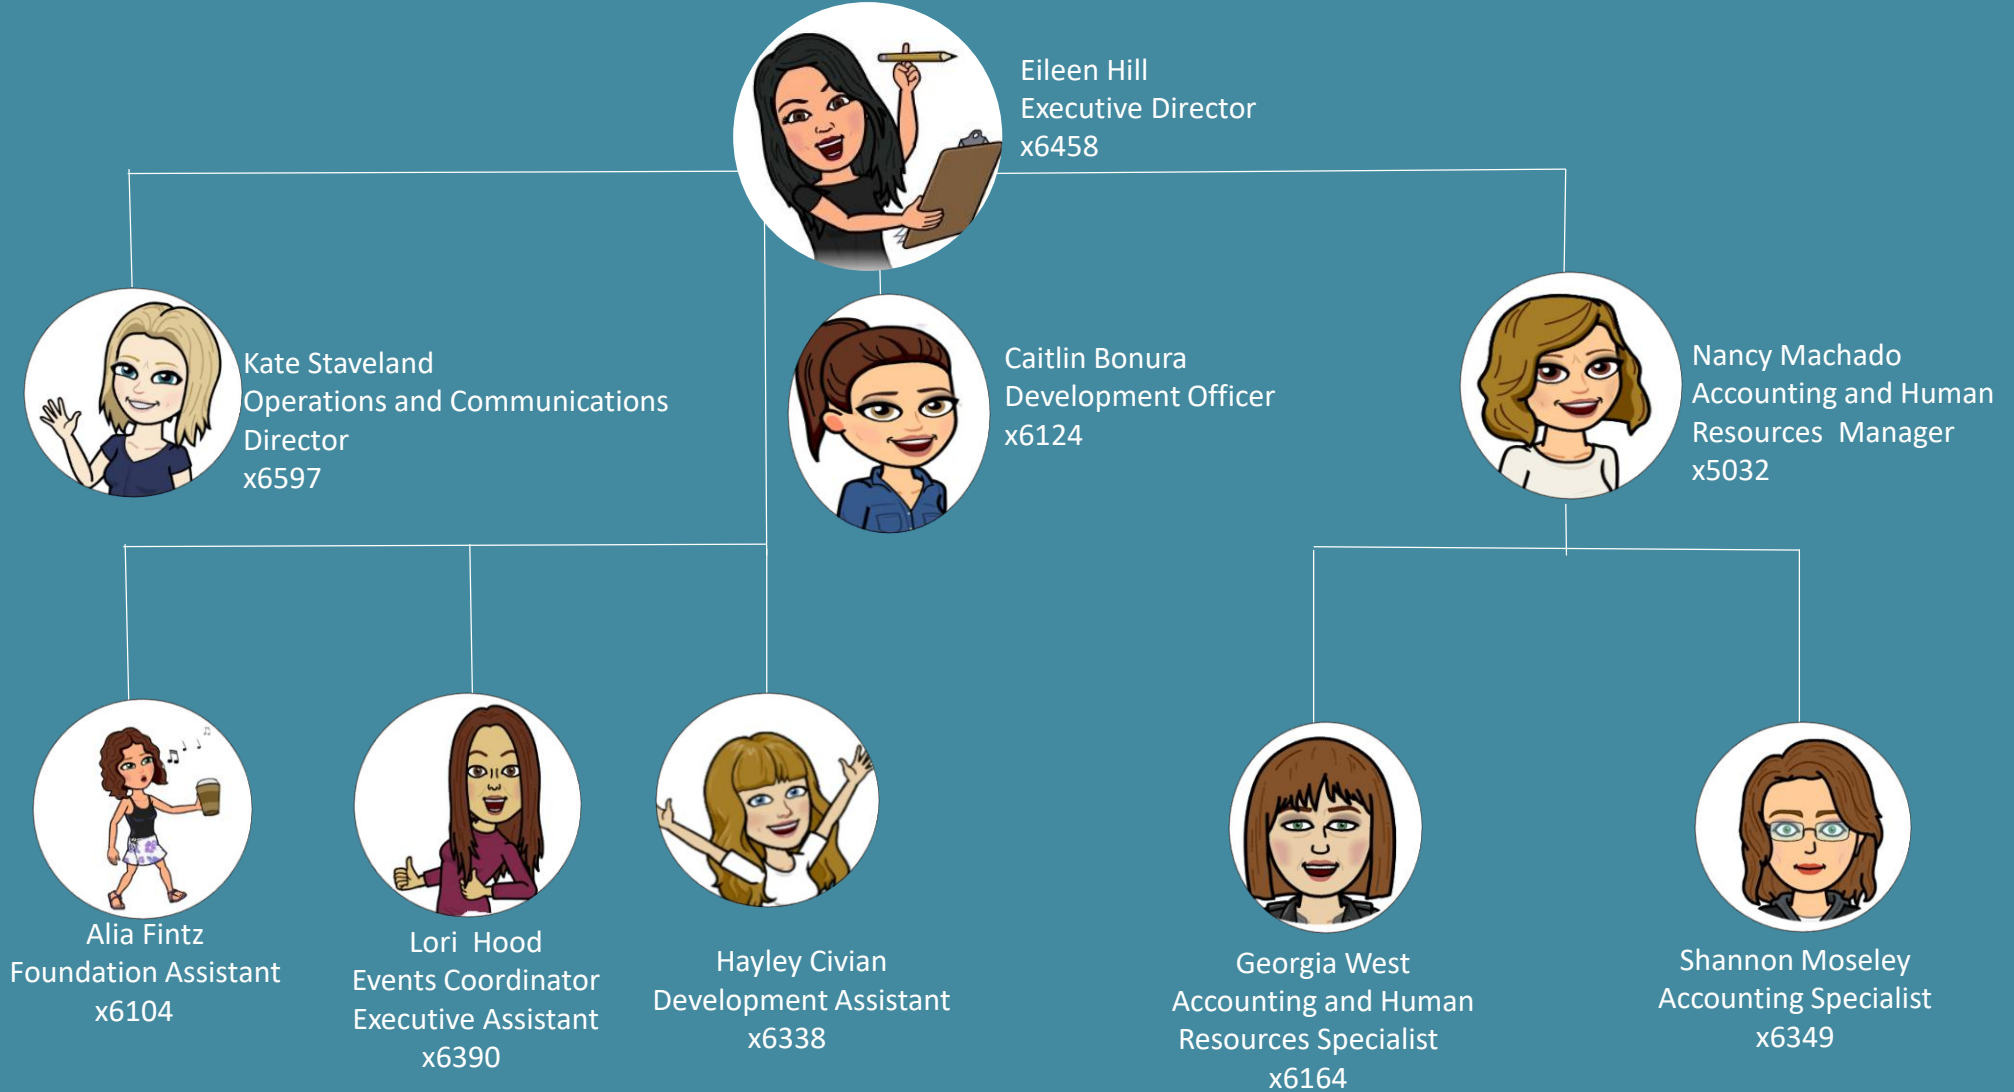 Eileen Hill
Executive Director
x6458
Kate Staveland
Operations and Communications
Director
x6597
Caitlin Bonura
Development Officer
x6124
Nancy Machado
Accounting and Human
Resources  Manager
x5032
Alia Fintz
Foundation Assistant
x6104
Lori  Hood
Events Coordinator
Executive Assistant
x6390
Hayley Civian
Development Assistant
x6338
Georgia West
Accounting and Human
Resources Specialist
x6164
Shannon Moseley
Accounting Specialist
x6349